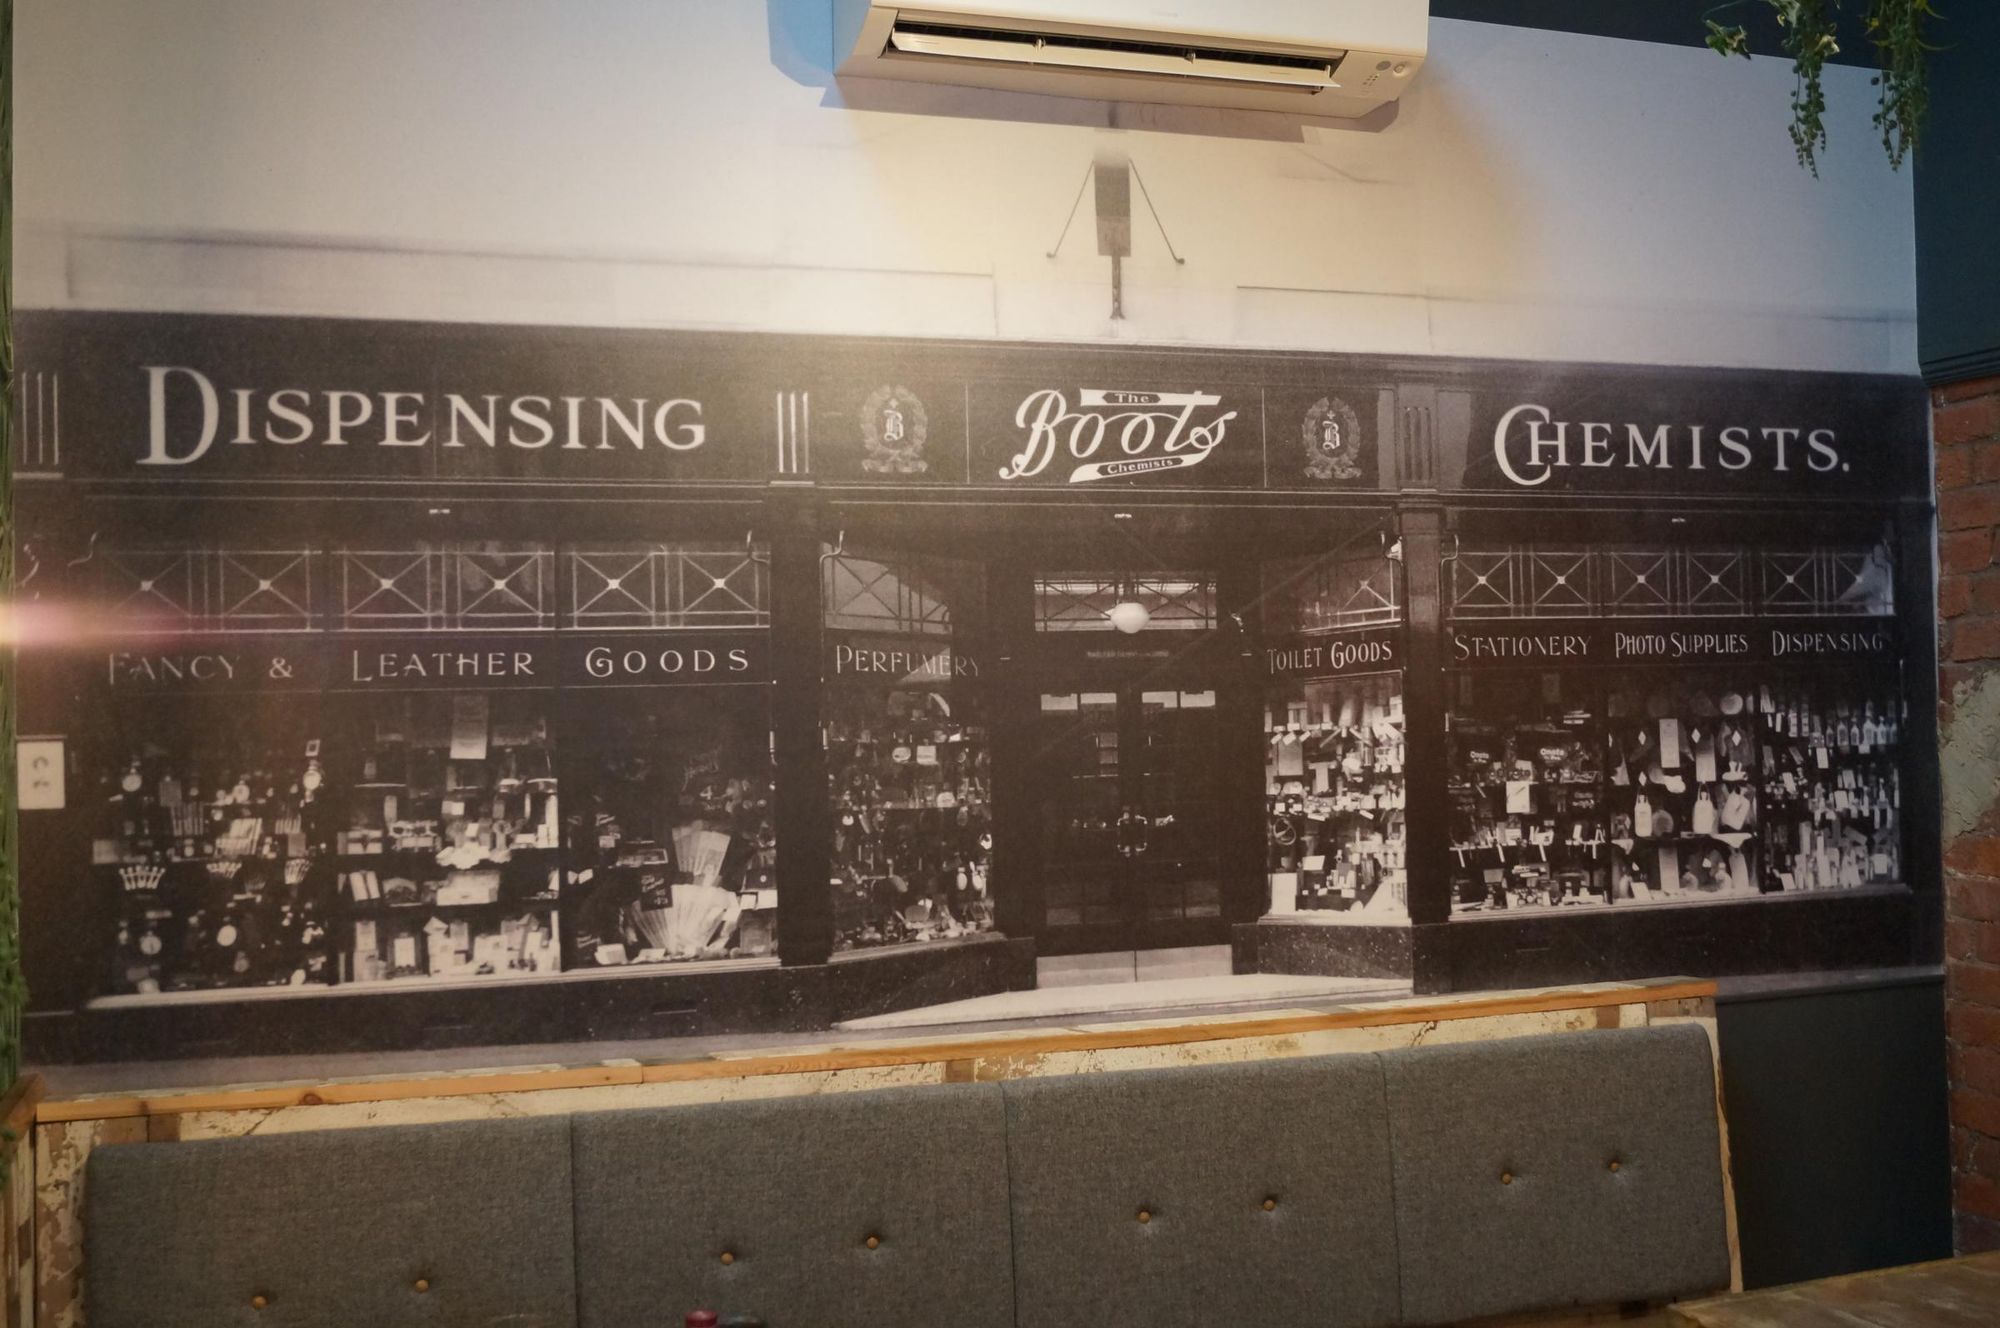 DISPENSING
B
The
Boots
Chemists
B
CHEMISTS.
FANCY & LEATHER GOODS
PERFUMERY
TOILET GOODS
STATIONERY PHOTO SUPPLIES DISPENSING